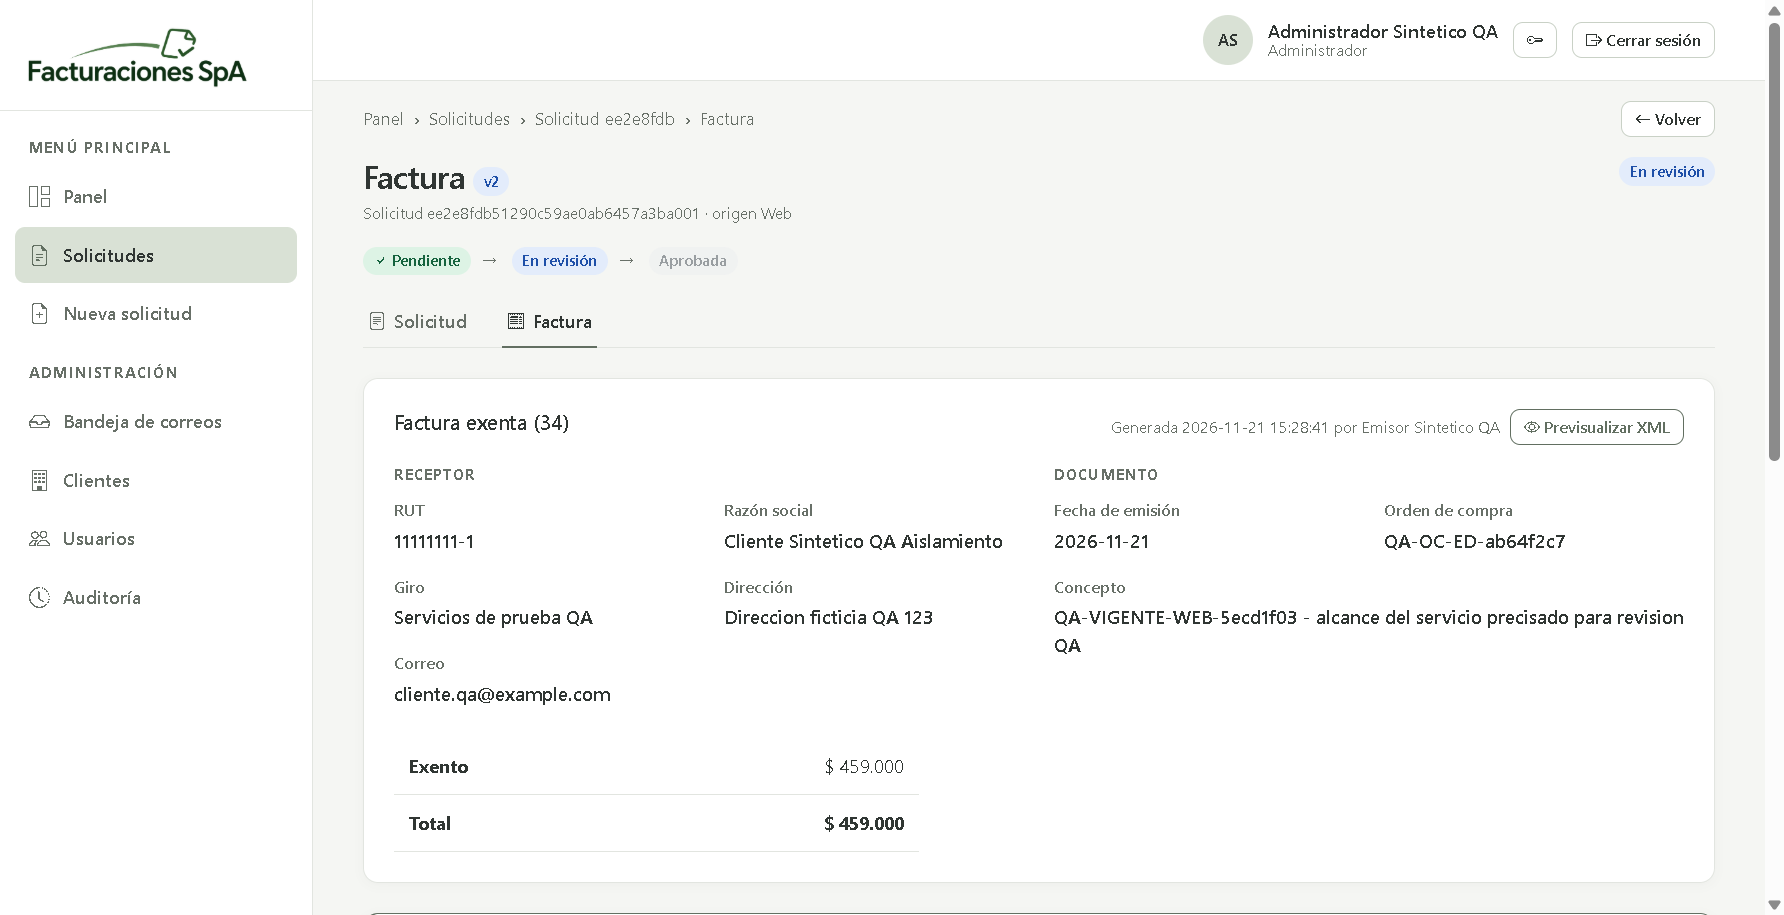 Facturaciones SpA
AS
Administrador Sintetico QA
Administrador
Cerrar sesión
MENÚ PRINCIPAL
Panel
Solicitudes
Nueva solicitud
ADMINISTRACIÓN
Bandeja de correos
Clientes
Usuarios
Auditoría
Panel › Solicitudes › Solicitud ee2e8fdb › Factura
← Volver
Factura v2
En revisión
Solicitud ee2e8fdb51290c59ae0ab6457a3ba001 · origen Web
✓ Pendiente → En revisión → Aprobada
Solicitud
Factura
Factura exenta (34)
Generada 2026-11-21 15:28:41 por Emisor Sintetico QA
Previsualizar XML
RECEPTOR
RUT
11111111-1
Razón social
Cliente Sintetico QA Aislamiento
Giro
Servicios de prueba QA
Dirección
Direccion ficticia QA 123
Correo
cliente.qa@example.com
DOCUMENTO
Fecha de emisión
2026-11-21
Orden de compra
QA-OC-ED-ab64f2c7
Concepto
QA-VIGENTE-WEB-5ecd1f03 - alcance del servicio precisado para revision
QA
Exento $ 459.000
Total $ 459.000